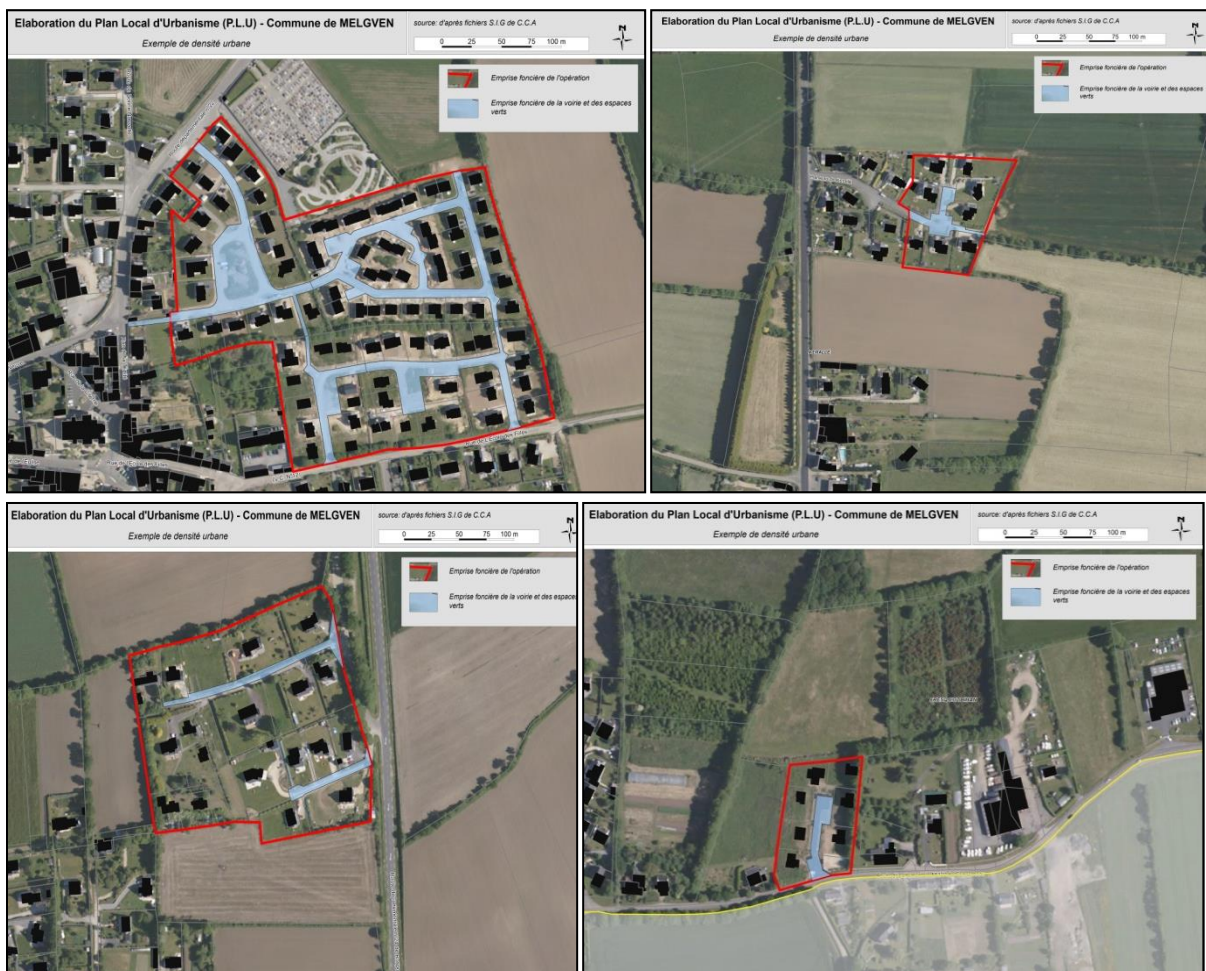 Elaboration du Plan Local d'Urbanisme (P.L.U) - Commune de MELGVEN
Exemple de densité urbaine
source: d'après fichiers S.I.G de C.C.A
0 25 50 75 100 m
N
Emprise foncière de l'opération
Emprise foncière de la voirie et des espaces
verts
Elaboration du Plan Local d'Urbanisme (P.L.U) - Commune de MELGVEN
Exemple de densité urbane
source: d'après fichiers S.I.G de C.C.A
0 25 50 75 100 m
N
Emprise foncière de l'opération
Emprise foncière de la voirie et des espaces
verts
Elaboration du Plan Local d'Urbanisme (P.L.U) - Commune de MELGVEN
Exemple de densité urbane
source: d'après fichiers S.I.G de C.C.A
0 25 50 75 100 m
N
Emprise foncière de l'opération
Emprise foncière de la voirie et des espaces
verts
Elaboration du Plan Local d'Urbanisme (P.L.U) - Commune de MELGVEN
Exemple de densité urbane
source: d'après fichiers S.I.G de C.C.A
0 25 50 75 100 m
N
Emprise foncière de l'opération
Emprise foncière de la voirie et des espaces
verts